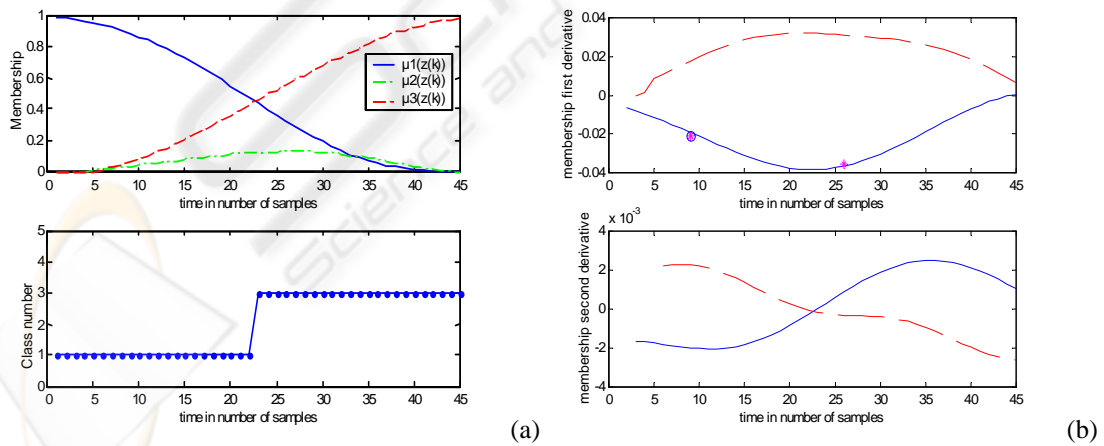 1
0.8
0.6
0.4
0.2
0
Membership
µ1(z(k))
µ2(z(k))
µ3(z(k))
0 5 10 15 20 25 30 35 40 45
time in number of samples
5
4
3
2
1
0
Class number
0 5 10 15 20 25 30 35 40 45
time in number of samples
(a)
0.04
0.02
0
-0.02
-0.04
membership first derivative
0 5 10 15 20 25 30 35 40 45
time in number of samples
x 10-3
4
2
0
-2
-4
membership second derivative
0 5 10 15 20 25 30 35 40 45
time in number of samples
(b)
Science and